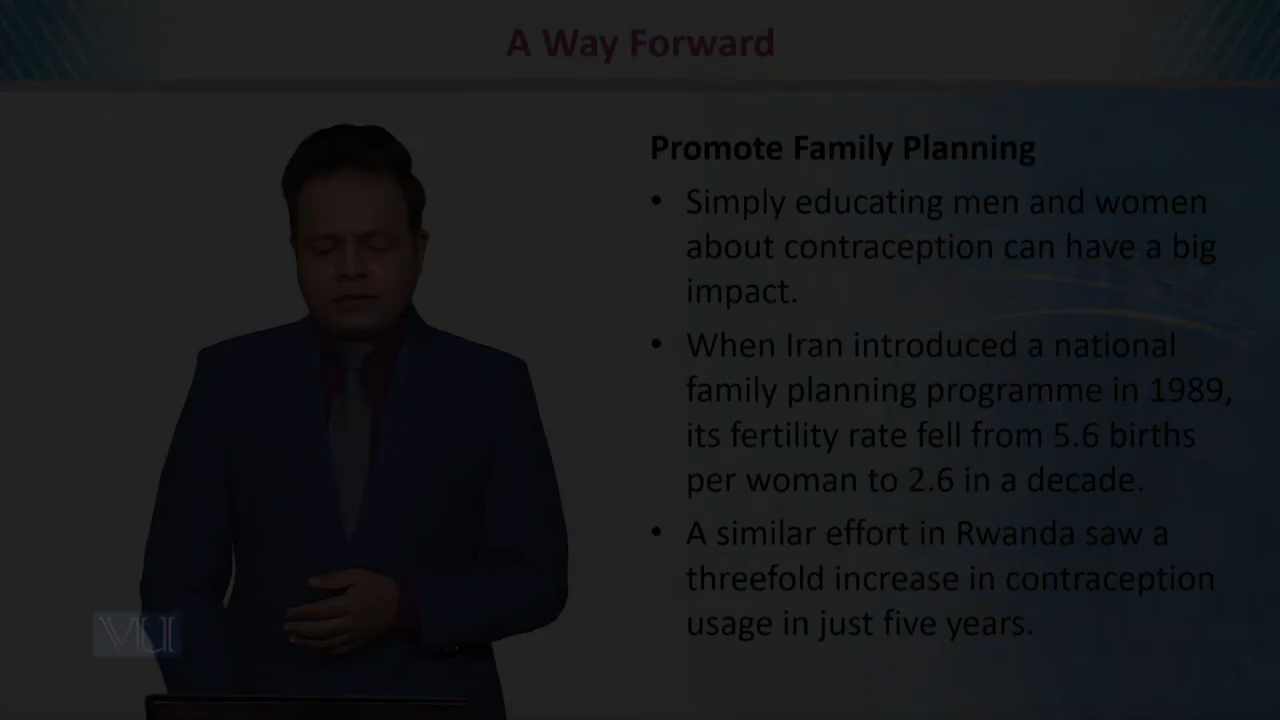 A Way Forward
Promote Family Planning
• Simply educating men and women
about contraception can have a big
impact.
• When Iran introduced a national
family planning programme in 1989,
its fertility rate fell from 5.6 births
per woman to 2.6 in a decade.
• A similar effort in Rwanda saw a
threefold increase in contraception
usage in just five years.
VU